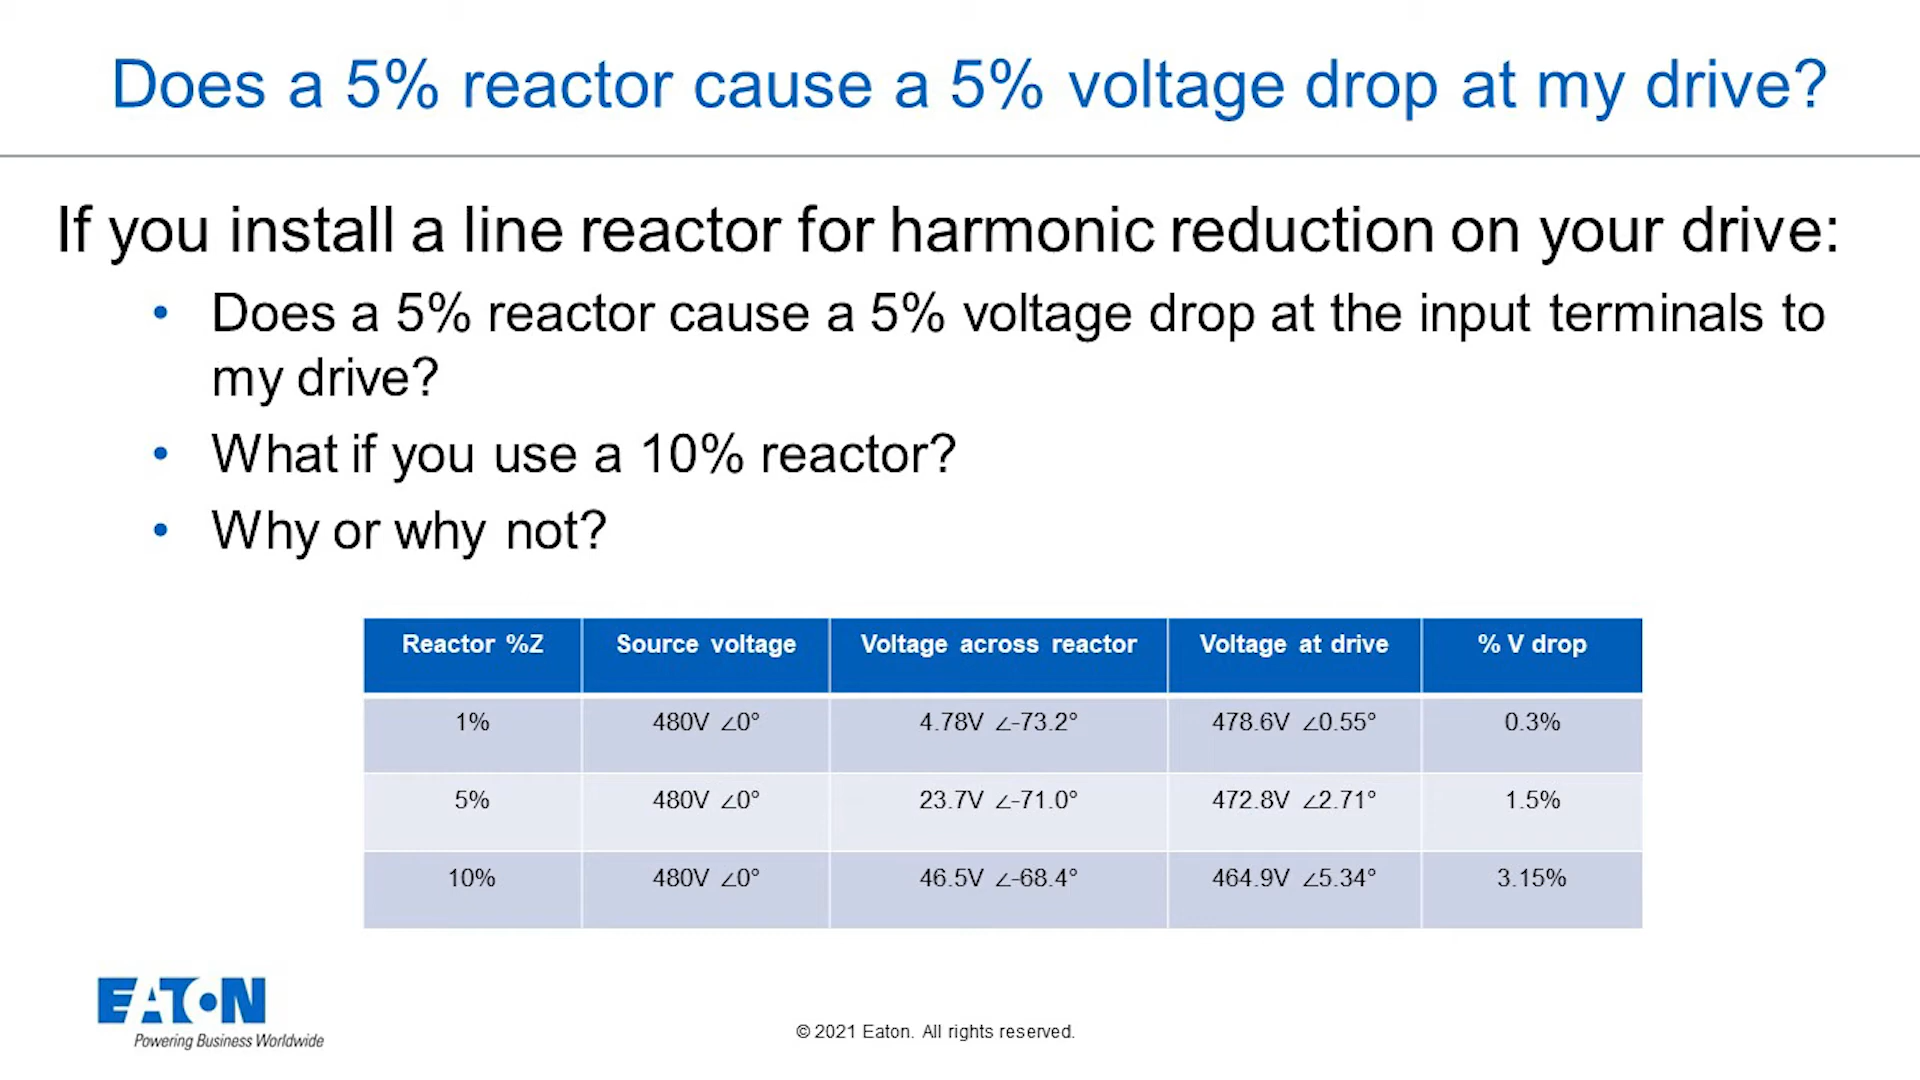 Does a 5% reactor cause a 5% voltage drop at my drive?
If you install a line reactor for harmonic reduction on your drive:
• Does a 5% reactor cause a 5% voltage drop at the input terminals to
my drive?
• What if you use a 10% reactor?
• Why or why not?
Reactor %Z Source voltage Voltage across reactor Voltage at drive % V drop
1% 480V ∠0° 4.78V ∠-73.2° 478.6V ∠0.55° 0.3%
5% 480V ∠0° 23.7V ∠-71.0° 472.8V ∠2.71° 1.5%
10% 480V ∠0° 46.5V ∠-68.4° 464.9V ∠5.34° 3.15%
EATON
Powering Business Worldwide
© 2021 Eaton. All rights reserved.